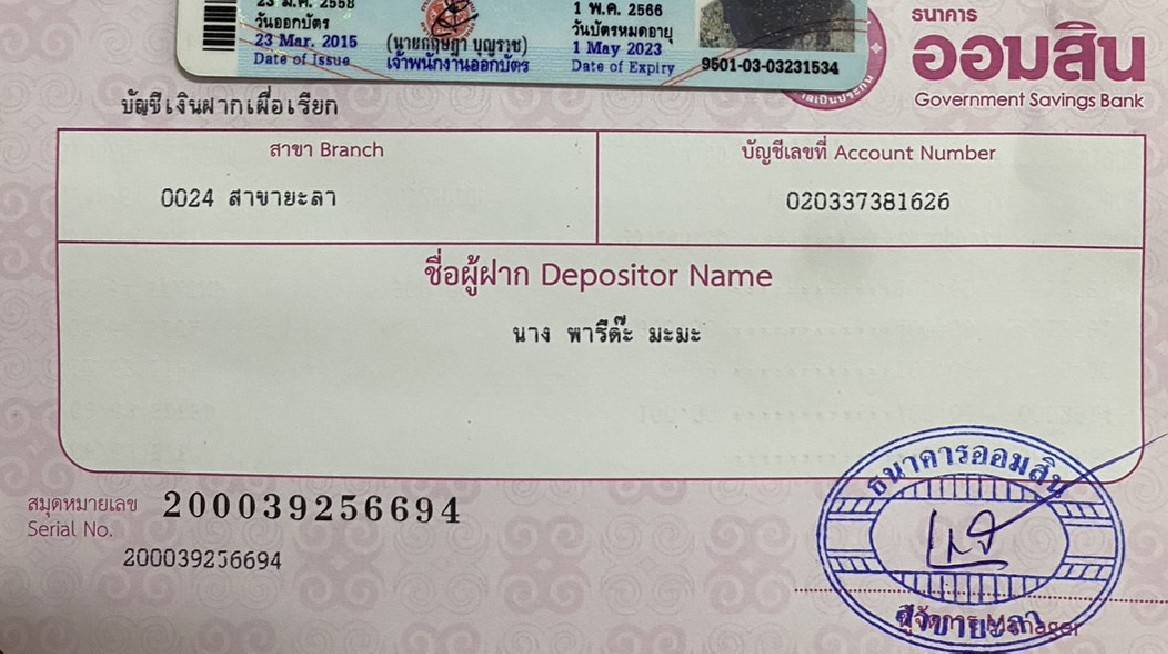 23 มี.ค. 2558
วันออกบัตร
23 Mar. 2015
Date of Issue
(นายกฤษฎา บุญราช)
เจ้าพนักงานออกบัตร
1 พ.ค. 2566
วันบัตรหมดอายุ
1 May 2023
Date of Expiry
9501-03-03231534
ธนาคาร
ออมสิน
Government Savings Bank
บัญชีเงินฝากเผื่อเรียก
สาขา Branch
0024 สาขายะลา
บัญชีเลขที่ Account Number
020337381626
ชื่อผู้ฝาก Depositor Name
นาง พารีด๊ะ มะมะ
สมุดหมายเลข 200039256694
Serial No.
200039256694
ธนาคารออมสิน
สาขายะลา
ผู้จัดการ Manager